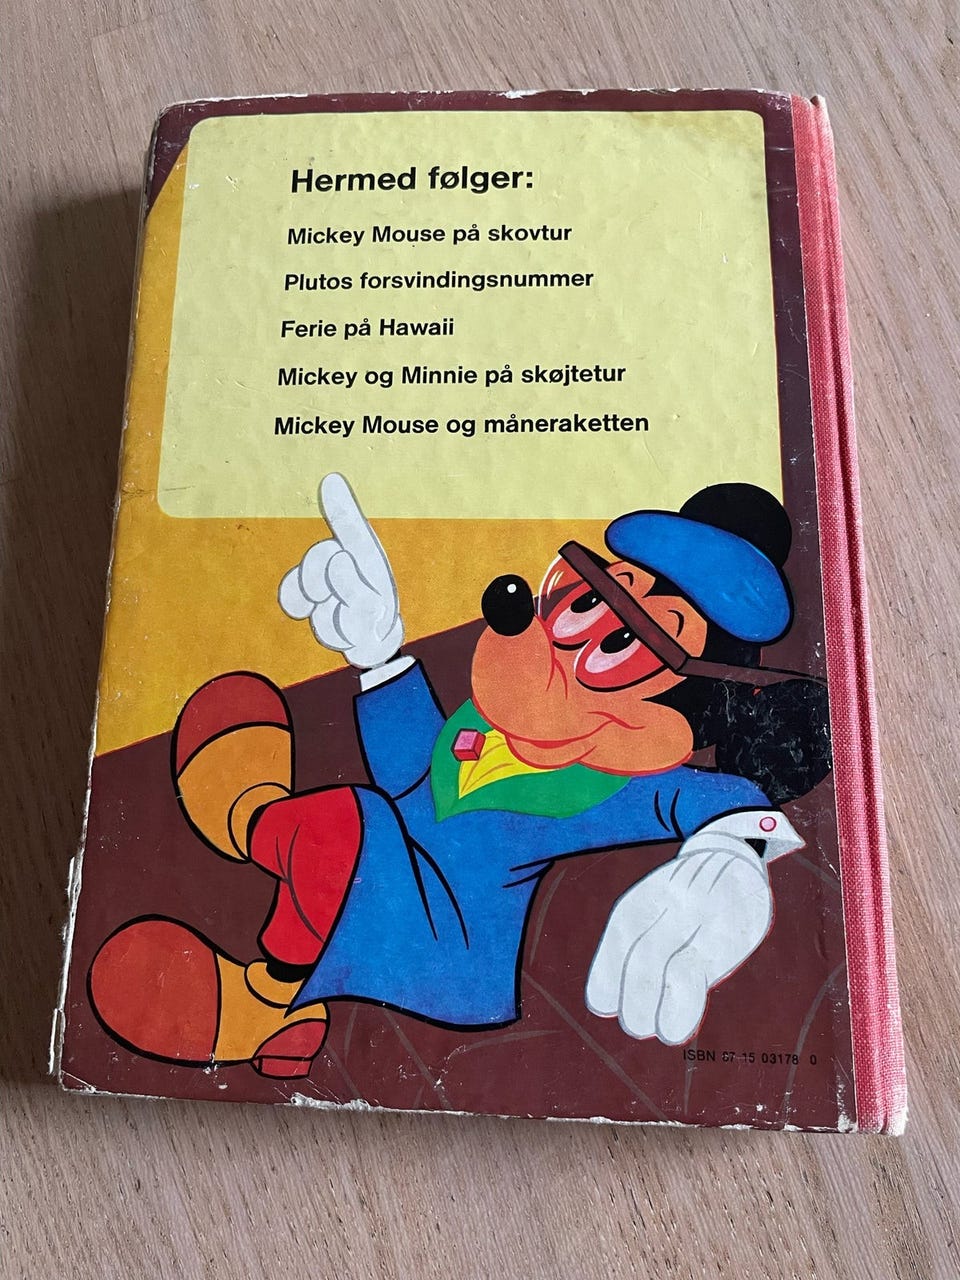 Hermed følger:
Mickey Mouse på skovtur
Plutos forsvindingsnummer
Ferie på Hawaii
Mickey og Minnie på skøjtetur
Mickey Mouse og måneraketten
ISBN 87 15 03178 0